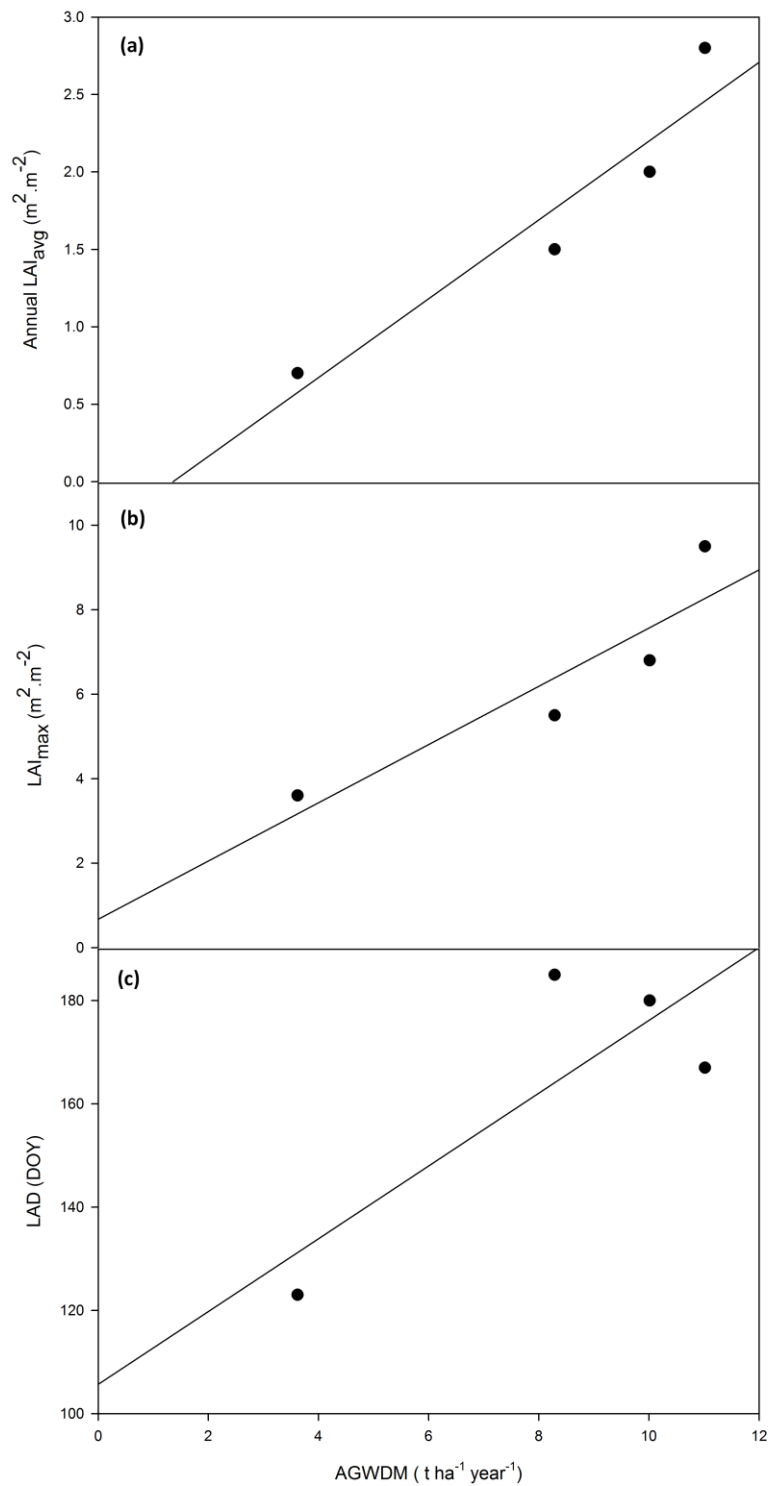 (a)
3.0
2.5
2.0
1.5
1.0
0.5
0.0
Annual LAIavg (m2.m-2)
(b)
10
8
6
4
2
0
LAImax (m2.m-2)
(c)
180
160
140
120
100
LAD (DOY)
0 2 4 6 8 10 12
AGWDM ( t ha-1 year-1)